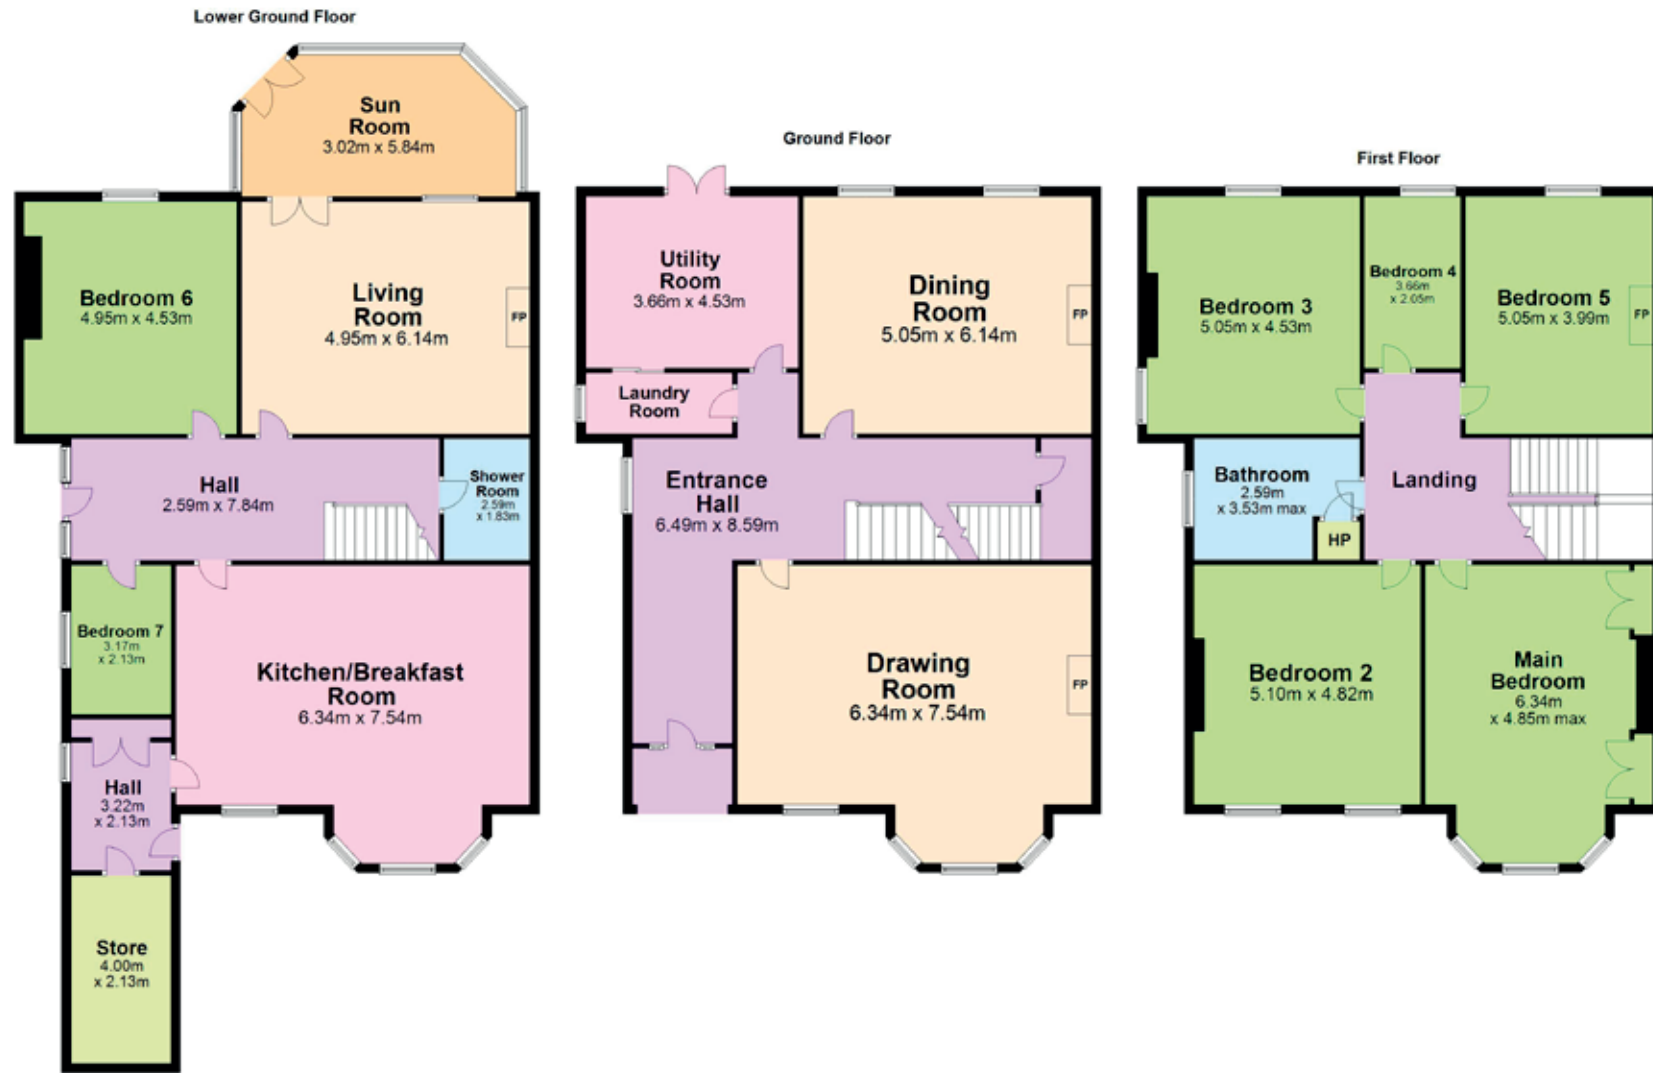 Lower Ground Floor
Sun
Room
3.02m x 5.84m
Bedroom 6
4.95m x 4.53m
Living
Room
4.95m x 6.14m
FP
Hall
2.59m x 7.84m
Shower
Room
2.59m
x 1.83m
Bedroom 7
3.17m
x 2.13m
Kitchen/Breakfast
Room
6.34m x 7.54m
Hall
3.22m
x 2.13m
Store
4.00m
x 2.13m
Ground Floor
Utility
Room
3.66m x 4.53m
Dining
Room
5.05m x 6.14m
FP
Laundry
Room
Entrance
Hall
6.49m x 8.59m
Drawing
Room
6.34m x 7.54m
FP
First Floor
Bedroom 3
5.05m x 4.53m
Bedroom 4
3.66m
x 2.05m
Bedroom 5
5.05m x 3.99m
FP
Bathroom
2.59m
x 3.53m max
HP
Landing
Bedroom 2
5.10m x 4.82m
Main
Bedroom
6.34m
x 4.85m max